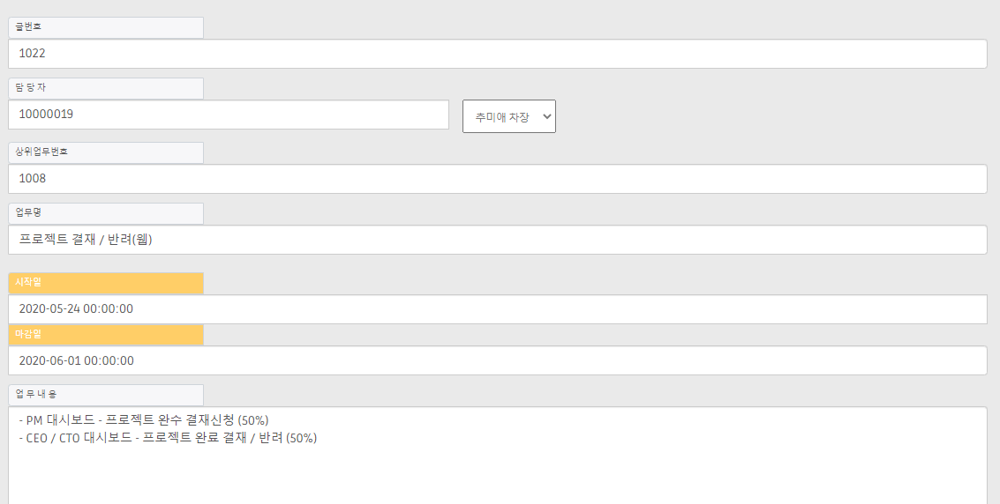 글번호
1022
담 당 자
10000019
추미애 차장
상위업무번호
1008
업무명
프로젝트 결재 / 반려(웹)
시작일
2020-05-24 00:00:00
마감일
2020-06-01 00:00:00
업 무 내 용
- PM 대시보드 - 프로젝트 완수 결재신청 (50%)
- CEO / CTO 대시보드 - 프로젝트 완료 결재 / 반려 (50%)